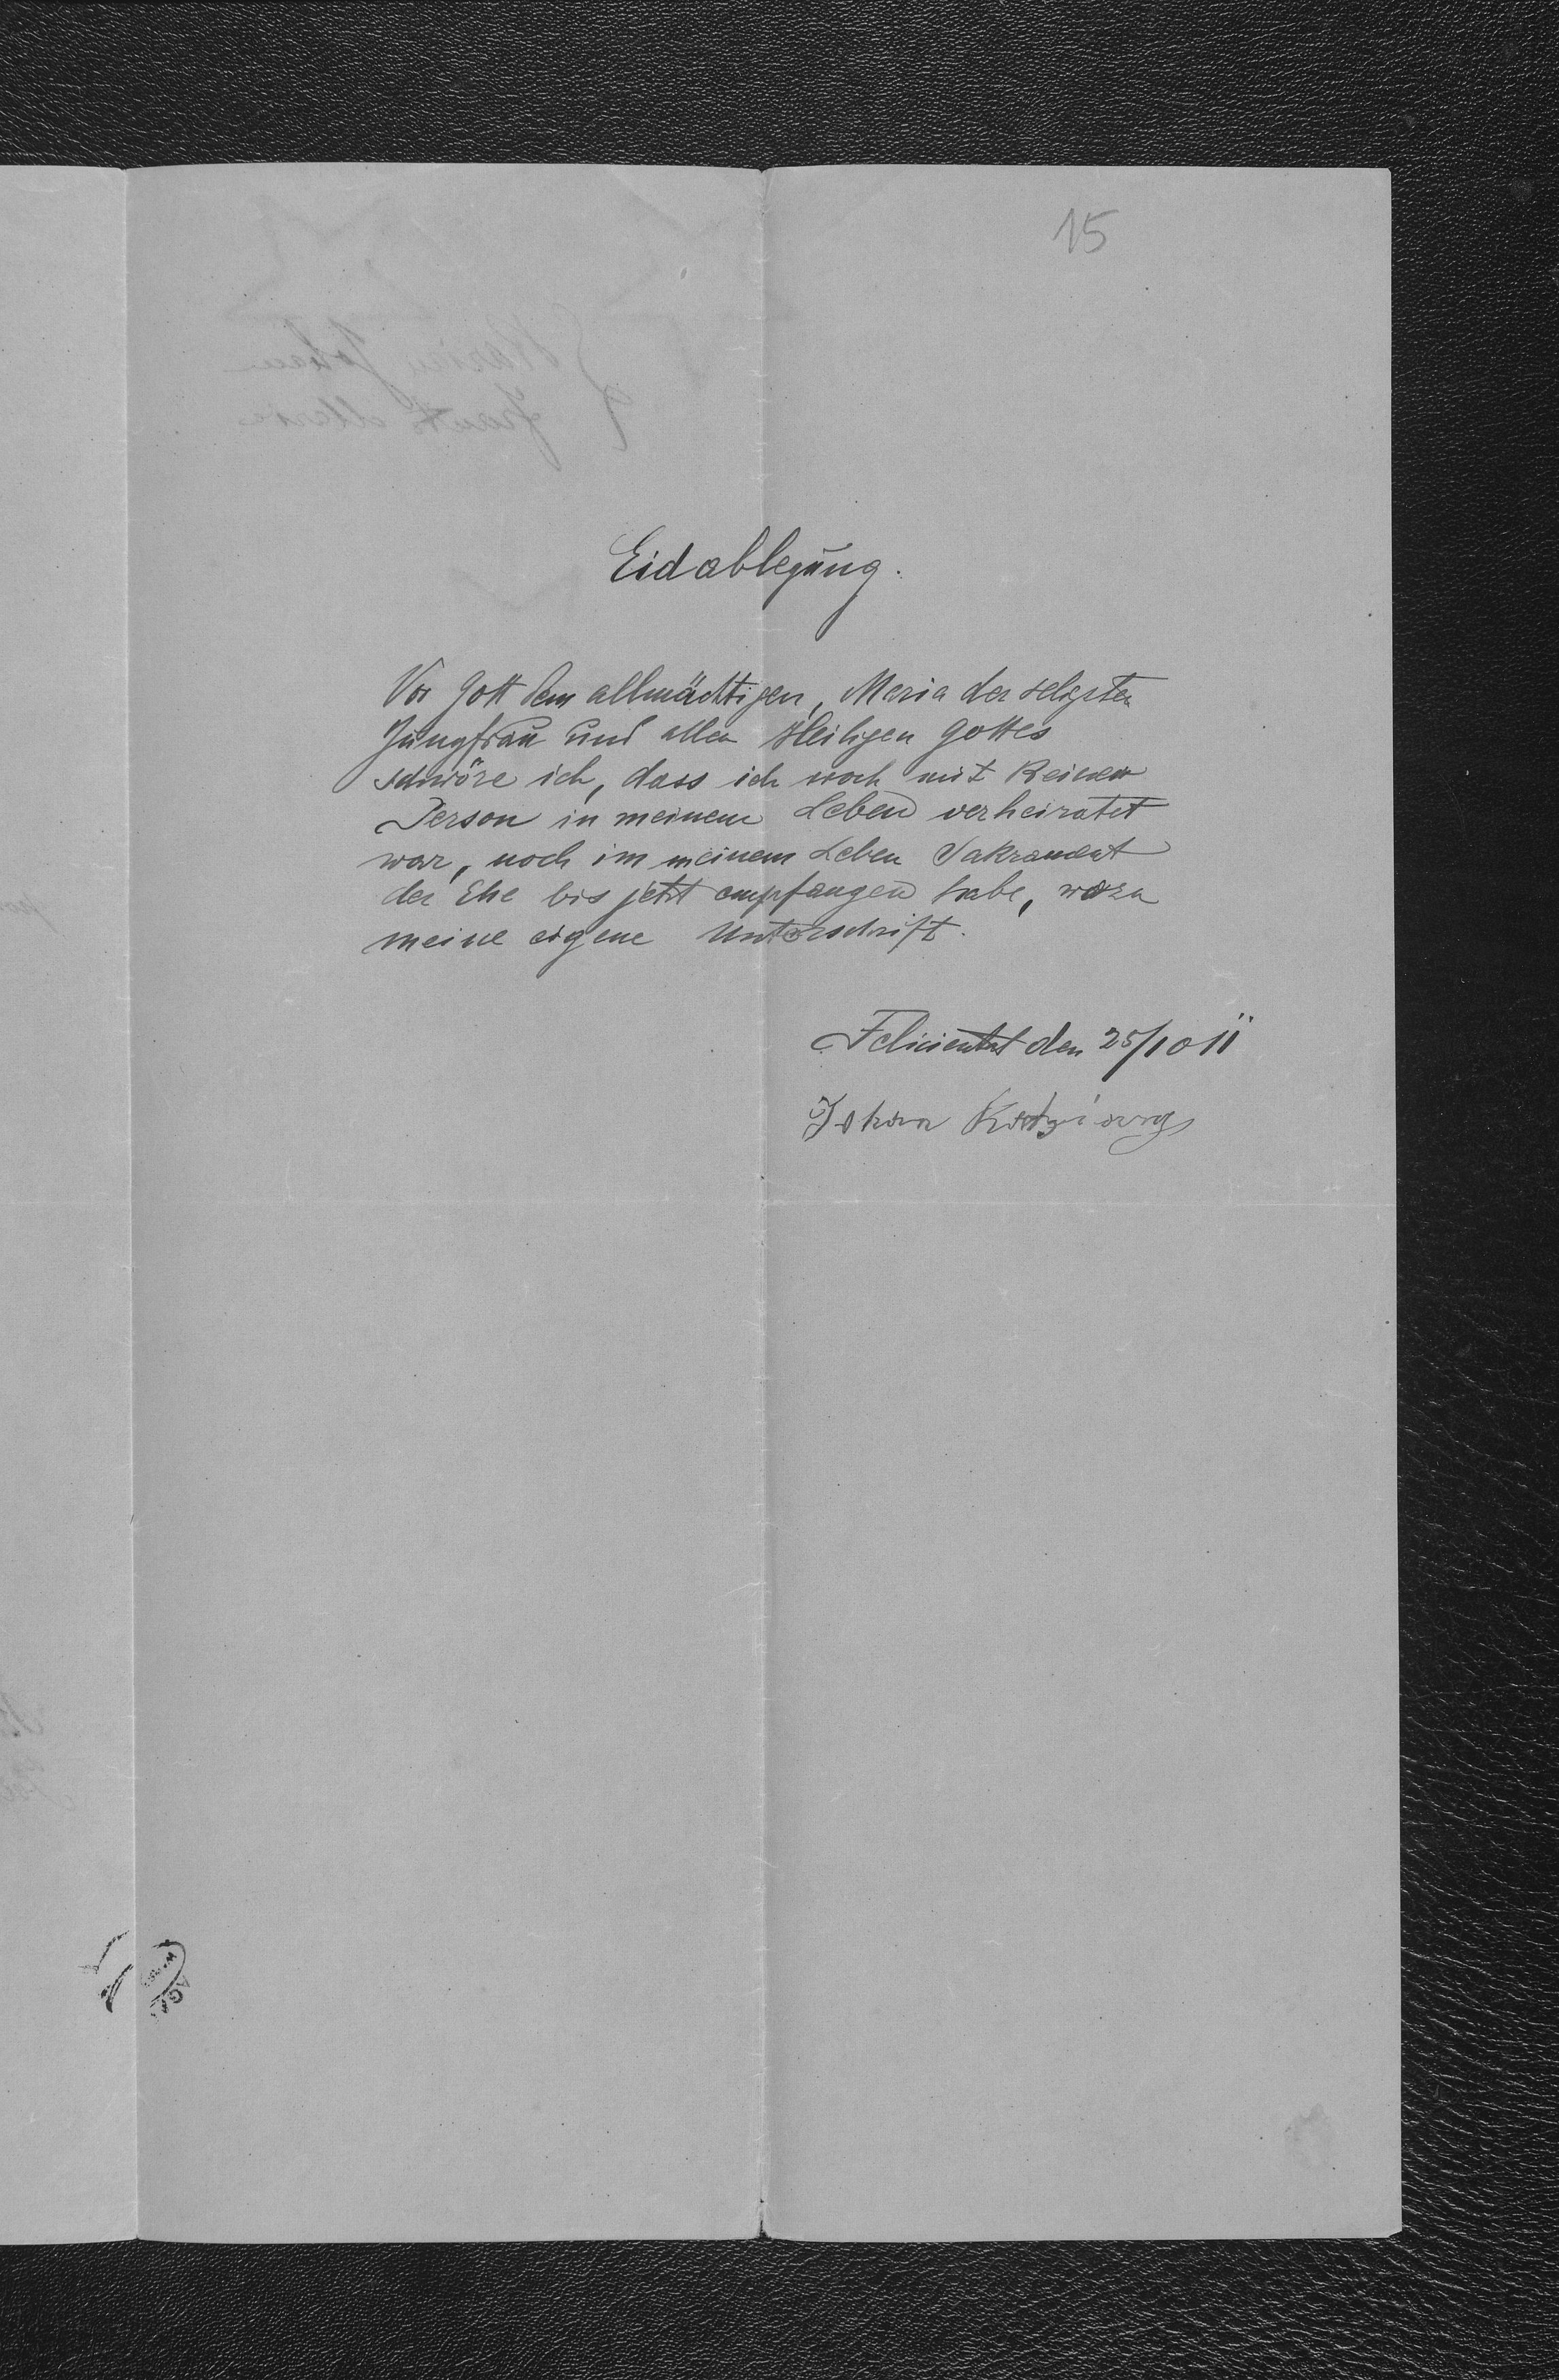 15
Eidablegung.
Vor Gott dem allmächtigen, Maria der seligsten
Jungfrau und allen Heiligen Gottes
schwöre ich, dass ich noch mit Keiner
Person in meinem Leben verheiratet
war, noch im meinem Leben Sakrament
der Ehe bis jetzt empfangen habe, wozu
meine eigene Unterschrift.
den 25/10 11
Johan